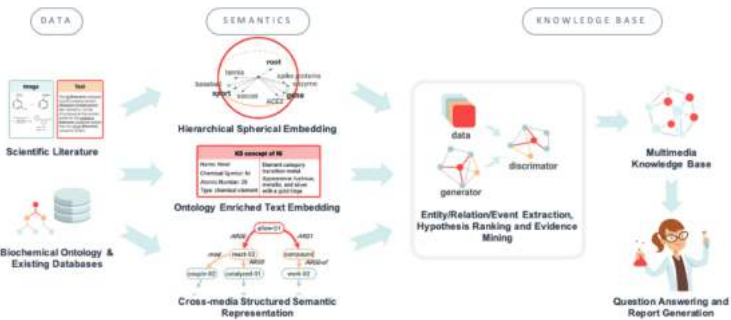 DATA
SEMANTICS
KNOWLEDGE BASE
Image
Text
Scientific Literature
Biochemical Ontology &
Existing Databases
root
tennis
spike proteins
baseball
enzyme
sport
soccer
gene
ACE2
Hierarchical Spherical Embedding
KB concept of Ni
Name: Nickel
Chemical Symbol: Ni
Atomic Number: 28
Type: chemical element
Element category:
transition metal
Appearance: lustrous,
metallic, and silver
with a gold tinge
Ontology Enriched Text Embedding
allow-01
ARG0
ARG1
mod
react-02
compound
ARG0-of
couple-02
catalyzed-01
work-02
Cross-media Structured Semantic
Representation
data
discrimator
generator
Entity/Relation/Event Extraction,
Hypothesis Ranking and Evidence
Mining
Multimedia
Knowledge Base
Question Answering and
Report Generation